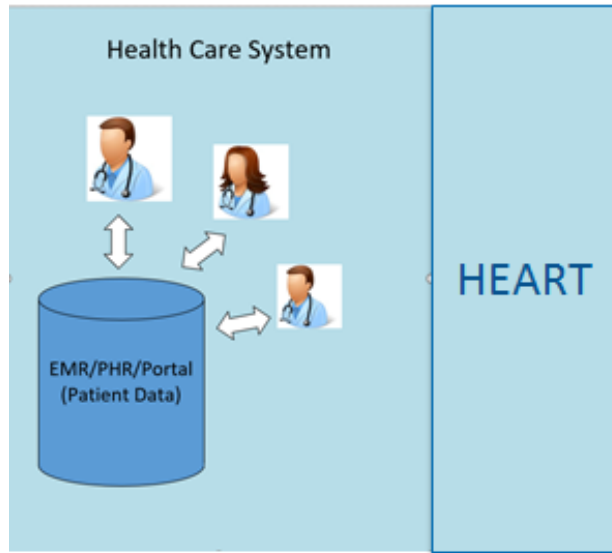 Health Care System
HEART
EMR/PHR/Portal
(Patient Data)